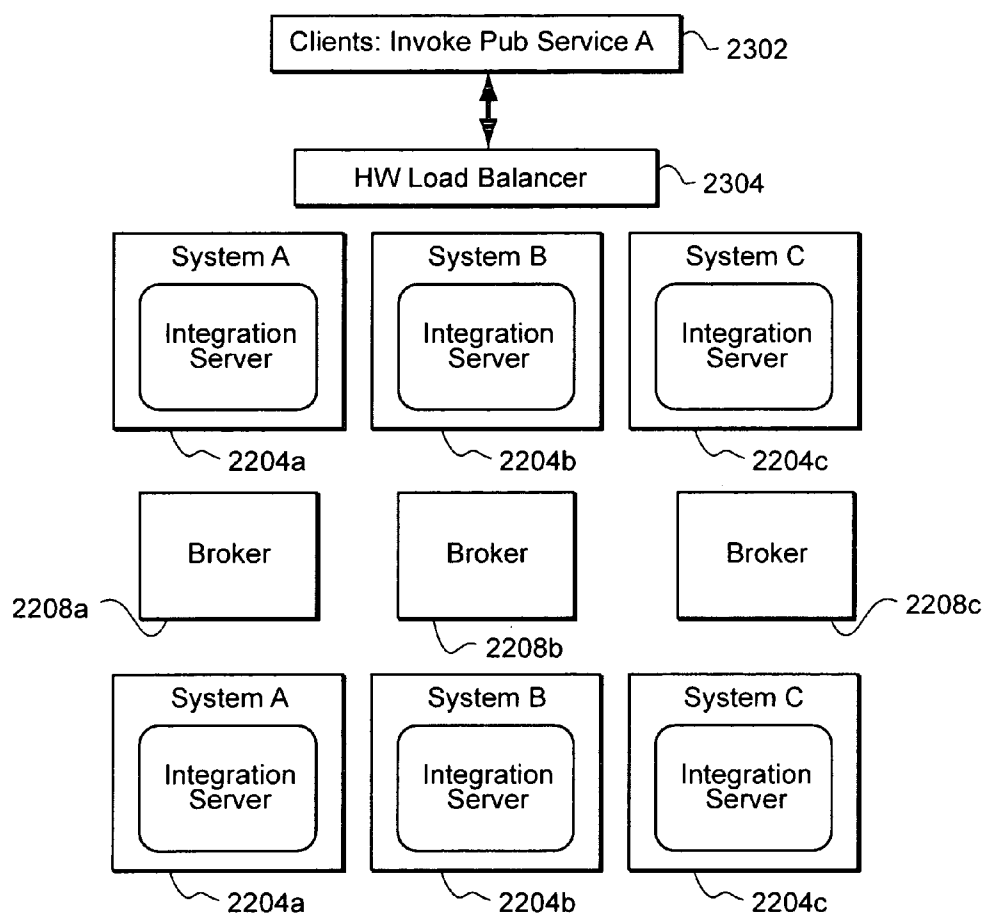 Clients: Invoke Pub Service A
2302
HW Load Balancer
2304
System A
System B
System C
Integration
Server
Integration
Server
Integration
Server
2204a
2204b
2204c
Broker
Broker
Broker
2208a
2208b
2208c
System A
System B
System C
Integration
Server
Integration
Server
Integration
Server
2204a
2204b
2204c